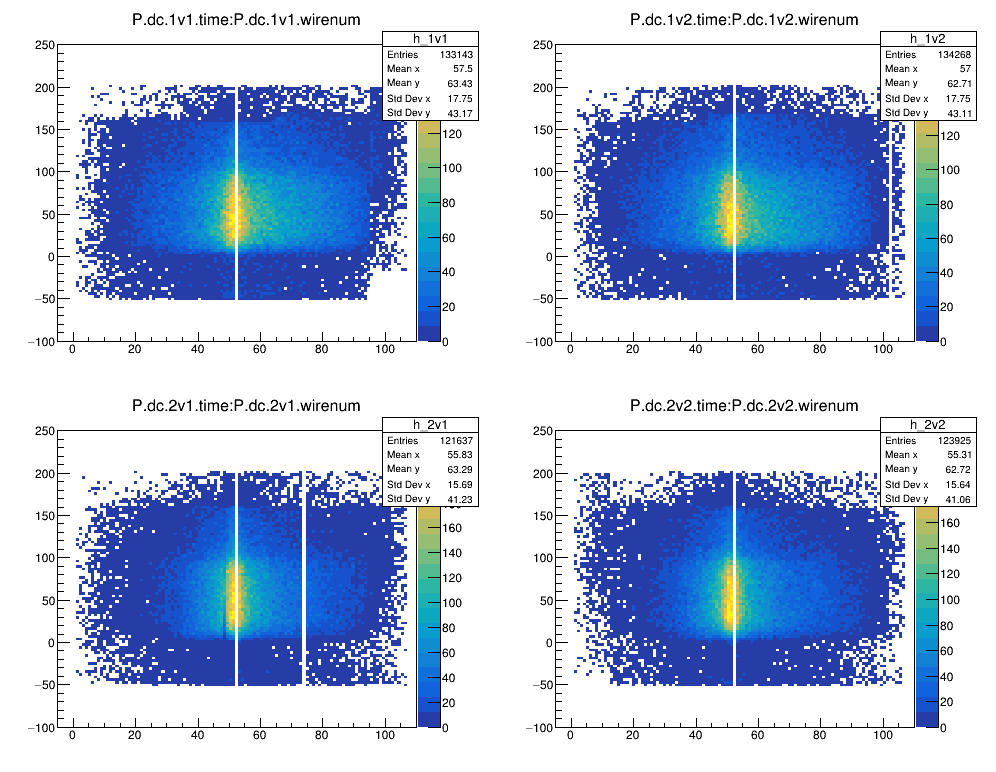 P.dc.1v1.time:P.dc.1v1.wirenum
h_1v1
Entries 133143
Mean x 57.5
Mean y 63.43
Std Dev x 17.75
Std Dev y 43.17
250
200
150
100
50
0
−50
−100
0 20 40 60 80 100
120
100
80
60
40
20
0
P.dc.1v2.time:P.dc.1v2.wirenum
h_1v2
Entries 134268
Mean x 57
Mean y 62.71
Std Dev x 17.75
Std Dev y 43.11
250
200
150
100
50
0
−50
−100
0 20 40 60 80 100
120
100
80
60
40
20
0
P.dc.2v1.time:P.dc.2v1.wirenum
h_2v1
Entries 121637
Mean x 55.83
Mean y 63.29
Std Dev x 15.69
Std Dev y 41.23
250
200
150
100
50
0
−50
−100
0 20 40 60 80 100
160
140
120
100
80
60
40
20
0
P.dc.2v2.time:P.dc.2v2.wirenum
h_2v2
Entries 123925
Mean x 55.31
Mean y 62.72
Std Dev x 15.64
Std Dev y 41.06
250
200
150
100
50
0
−50
−100
0 20 40 60 80 100
160
140
120
100
80
60
40
20
0